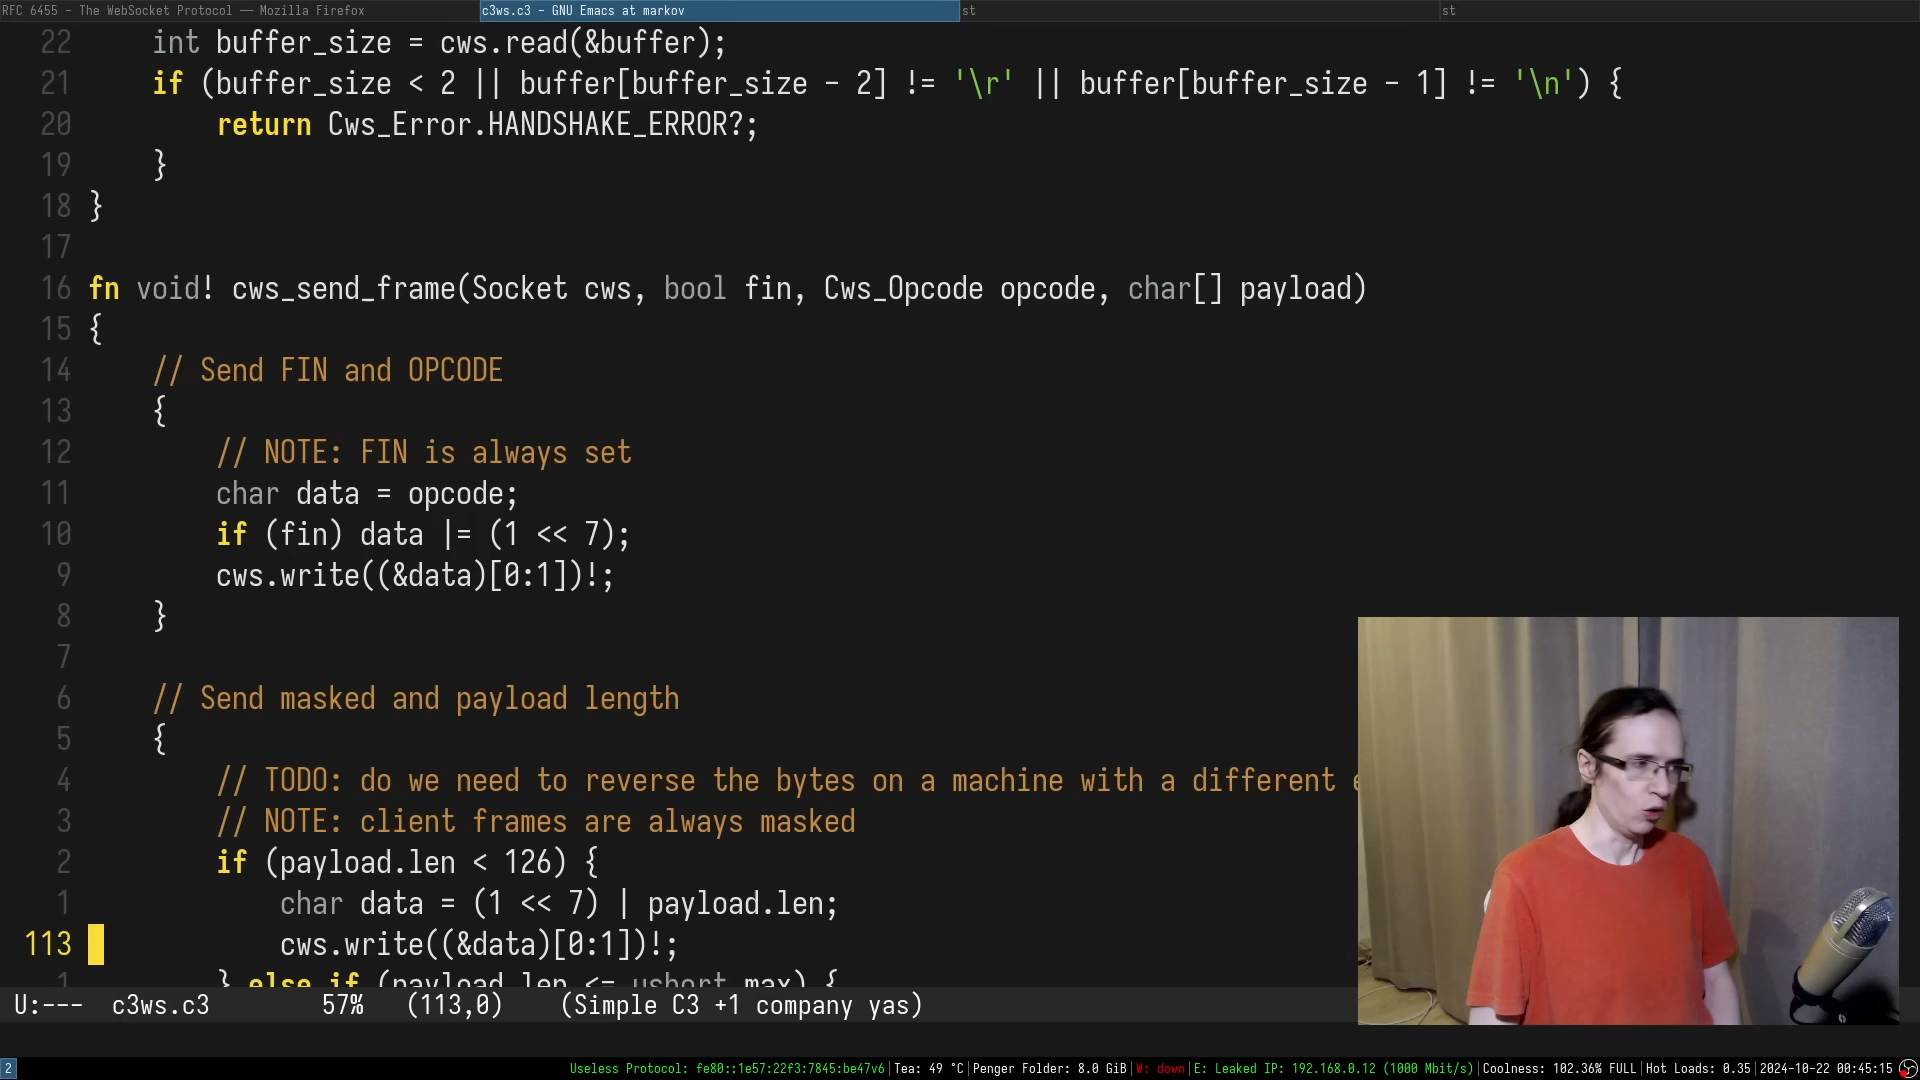 RFC 6455 - The WebSocket Protocol — Mozilla Firefox
c3ws.c3 - GNU Emacs at markov
st
st
22 int buffer_size = cws.read(&buffer);
21 if (buffer_size < 2 || buffer[buffer_size - 2] != '\r' || buffer[buffer_size - 1] != '\n') {
20 return Cws_Error.HANDSHAKE_ERROR?;
19 }
18 }
17
16 fn void! cws_send_frame(Socket cws, bool fin, Cws_Opcode opcode, char[] payload)
15 {
14 // Send FIN and OPCODE
13 {
12 // NOTE: FIN is always set
11 char data = opcode;
10 if (fin) data |= (1 << 7);
9 cws.write((&data)[0:1])!;
8 }
7
6 // Send masked and payload length
5 {
4 // TODO: do we need to reverse the bytes on a machine with a different
3 // NOTE: client frames are always masked
2 if (payload.len < 126) {
1 char data = (1 << 7) | payload.len;
113 cws.write((&data)[0:1])!;
1 } else if (payload.len <= ushort.max) {
U:--- c3ws.c3 57% (113,0) (Simple C3 +1 company yas)
2 Useless Protocol: fe80::1e57:22f3:7845:be47v6|Tea: 49 °C|Penger Folder: 8.0 GiB|W: down|E: Leaked IP: 192.168.0.12 (1000 Mbit/s)|Coolness: 102.36% FULL|Hot Loads: 0.35|2024-10-22 00:45:15